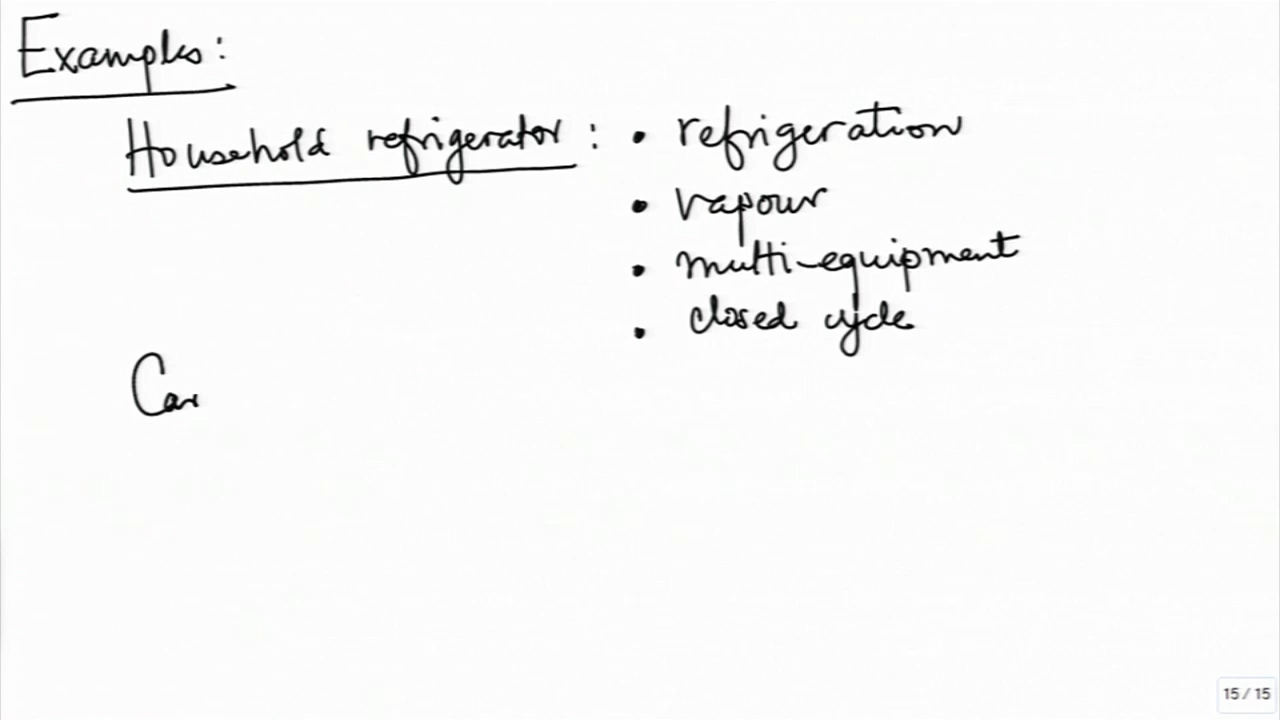 Examples:
Household refrigerator : • refrigeration
• vapour
• multi-equipment
• closed cycle
Car
15/15